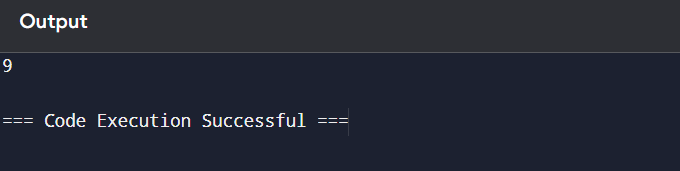 Output
9
=== Code Execution Successful ===